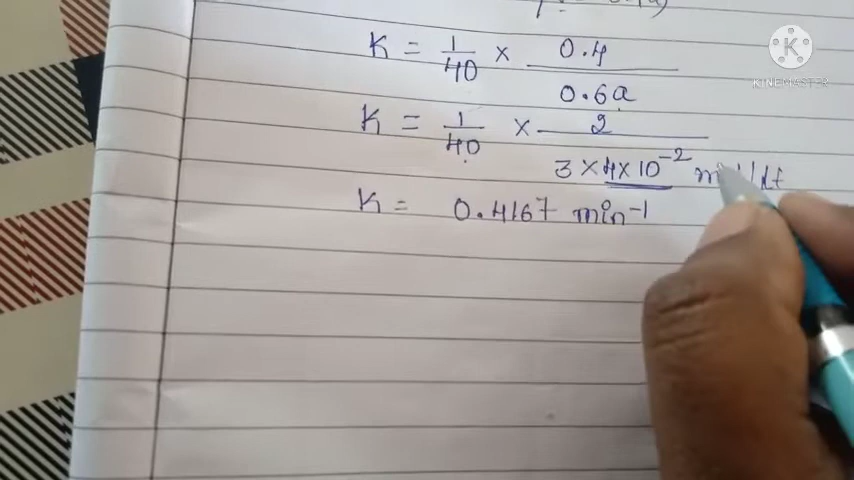 K = 1/40 × 0.4 / 0.6a
K = 1/40 × 2 / 3 × 4 × 10⁻²
K = 0.4167 min⁻¹
K
KINEMASTER